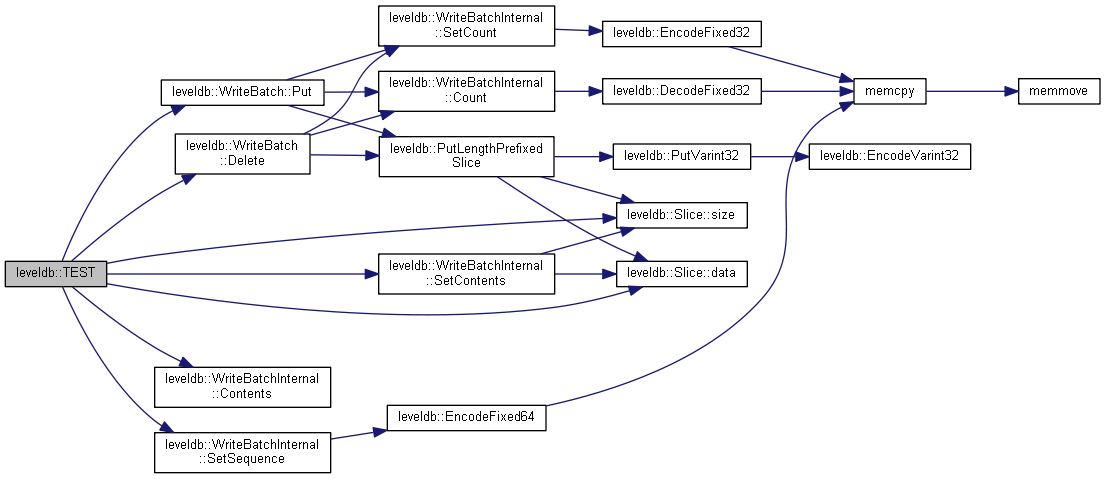 leveldb::WriteBatchInternal
::SetCount
leveldb::EncodeFixed32
leveldb::WriteBatch::Put
leveldb::WriteBatchInternal
::Count
leveldb::DecodeFixed32
memcpy
memmove
leveldb::WriteBatch
::Delete
leveldb::PutLengthPrefixed
Slice
leveldb::PutVarint32
leveldb::EncodeVarint32
leveldb::Slice::size
leveldb::TEST
leveldb::WriteBatchInternal
::SetContents
leveldb::Slice::data
leveldb::WriteBatchInternal
::Contents
leveldb::EncodeFixed64
leveldb::WriteBatchInternal
::SetSequence